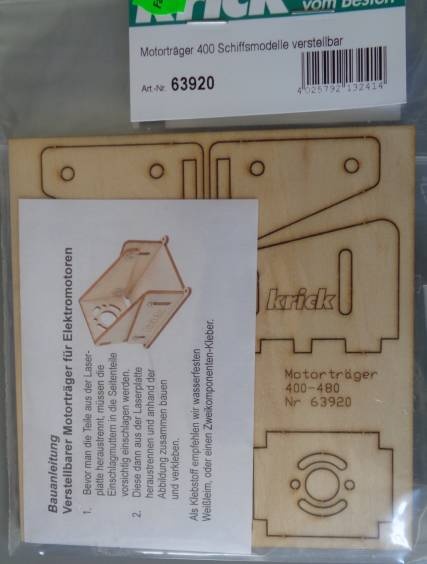 krick
vom Besten
Motorträger 400 Schiffsmodelle verstellbar
Art.-Nr. 63920
4 025792 132414
krick
Motorträger
400-480
Nr 63920
Bauanleitung
Verstellbarer Motorträger für Elektromotoren
1. Bevor man die Teile aus der Laser-
platte heraustrennt, müssen die
Einschlagmuttern in die Seitenteile
vorsichtig einschlagen werden.
2. Diese dann aus der Laserplatte
heraustrennen und anhand der
Abbildung zusammen bauen
und verkleben.
Als Klebstoff empfehlen wir wasserfesten
Weißleim, oder einen Zweikomponenten-Kleber.